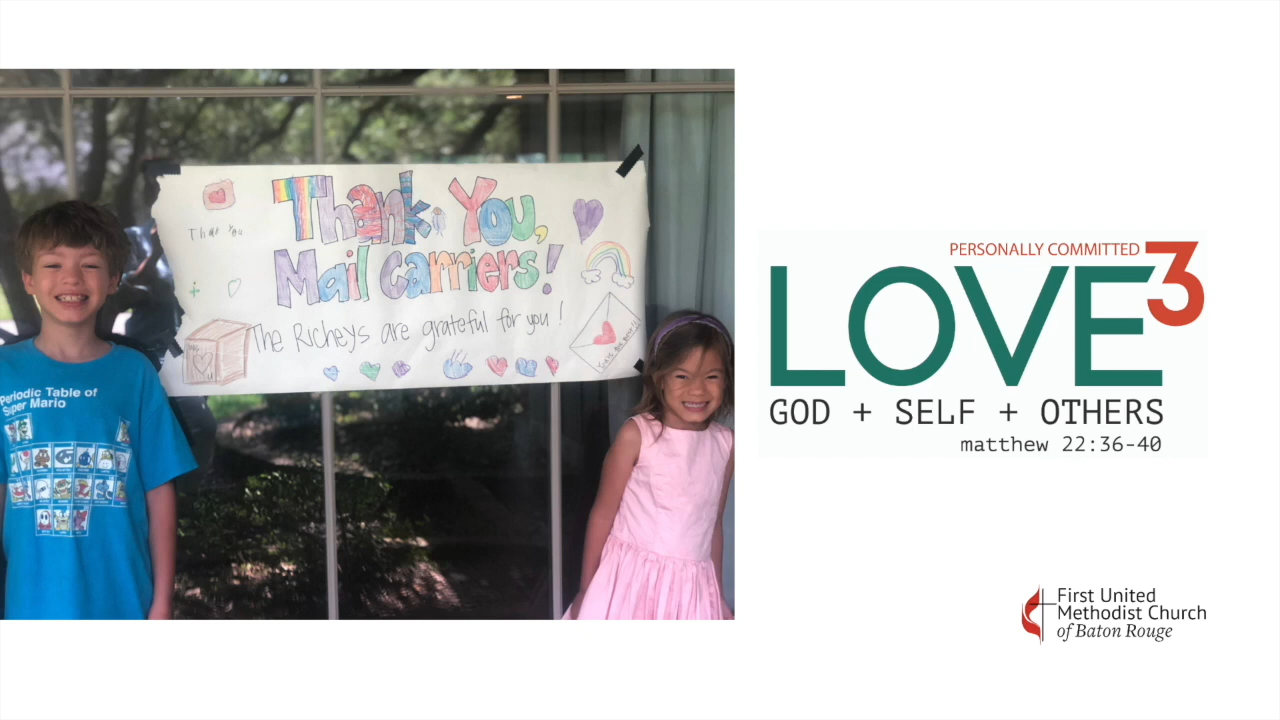 Thank You,
Mail Carriers!
The Richeys are grateful for you!
Thank You
Periodic Table of
Super Mario
PERSONALLY COMMITTED
LOVE3
GOD + SELF + OTHERS
matthew 22:36-40
First United
Methodist Church
of Baton Rouge